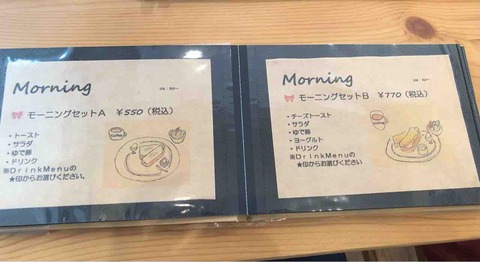 Morning
モーニングセットA ¥550（税込）
・トースト
・サラダ
・ゆで卵
・ドリンク
※DrinkMenuの
★印からお選びください。
Morning
モーニングセットB ¥770（税込）
・チーズトースト
・サラダ
・ゆで卵
・ヨーグルト
・ドリンク
※DrinkMenuの
★印からお選びください。